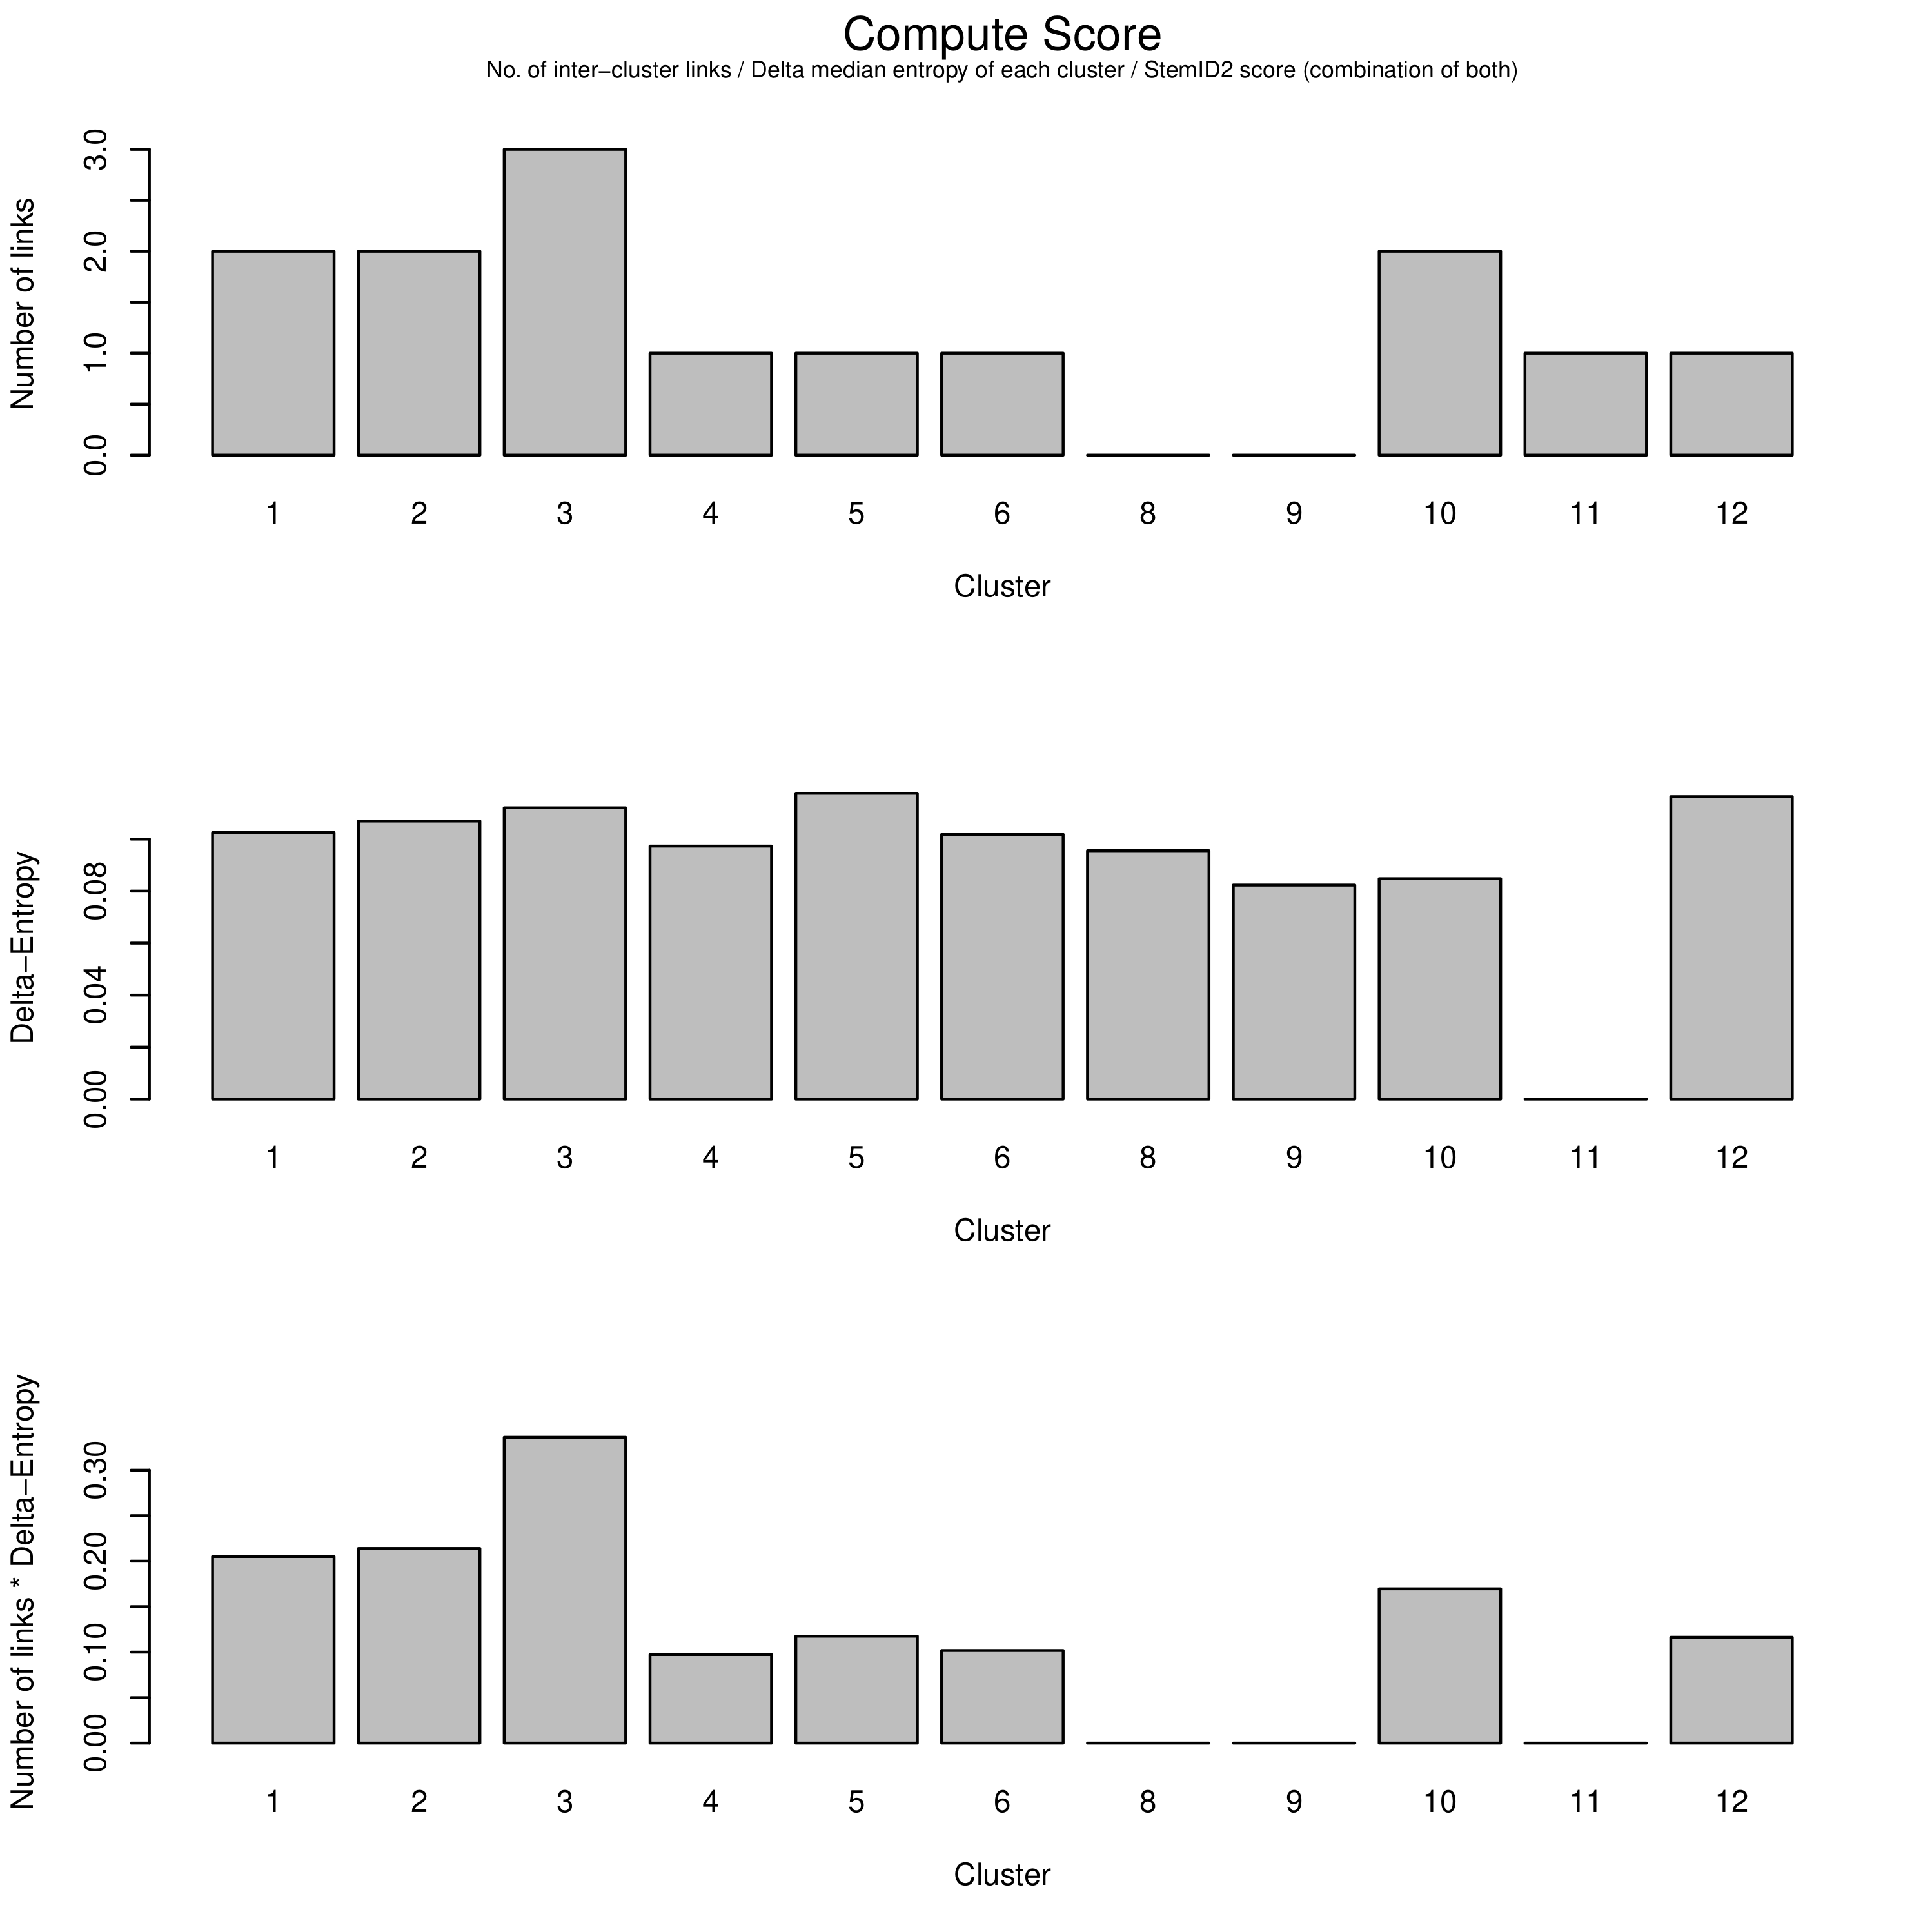 Compute Score
No. of inter−cluster links / Delta median entropy of each cluster / StemID2 score (combination of both)
Number of links
3.0
2.0
1.0
0.0
1 2 3 4 5 6 8 9 10 11 12
Cluster
Delta−Entropy
0.08
0.04
0.00
1 2 3 4 5 6 8 9 10 11 12
Cluster
Number of links * Delta−Entropy
0.30
0.20
0.10
0.00
1 2 3 4 5 6 8 9 10 11 12
Cluster